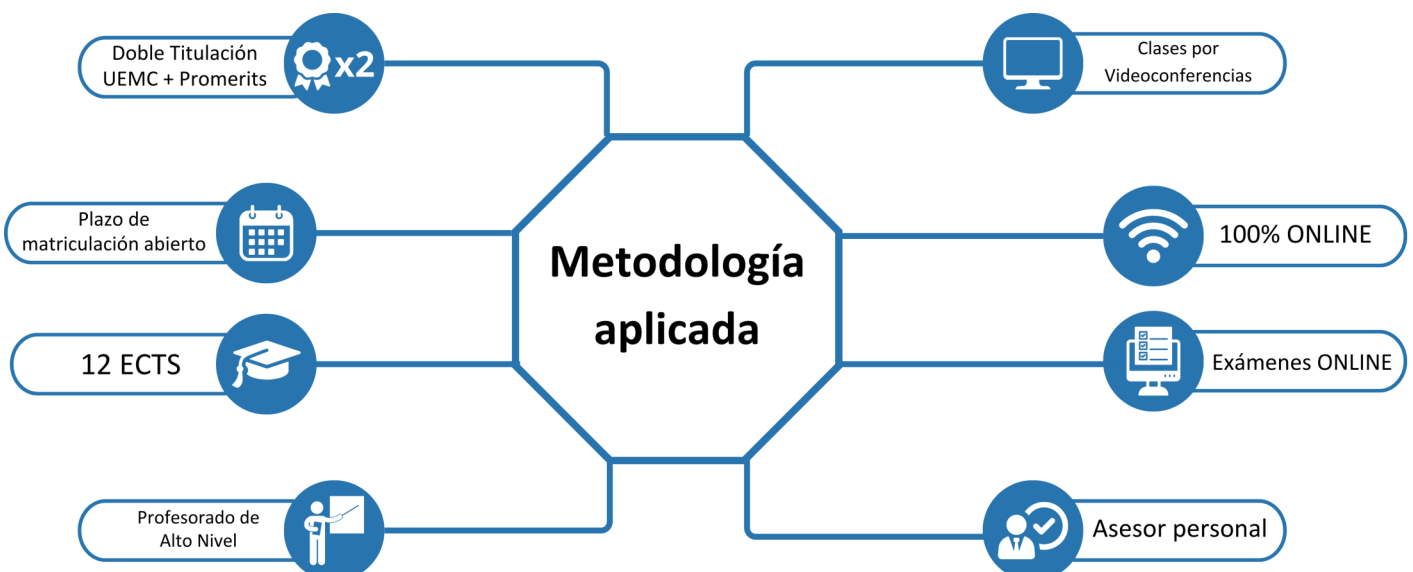 Doble Titulación
UEMC + Promerits
x2
Clases por
Videoconferencias
Plazo de
matriculación abierto
100% ONLINE
Metodología
aplicada
12 ECTS
Exámenes ONLINE
Profesorado de
Alto Nivel
Asesor personal